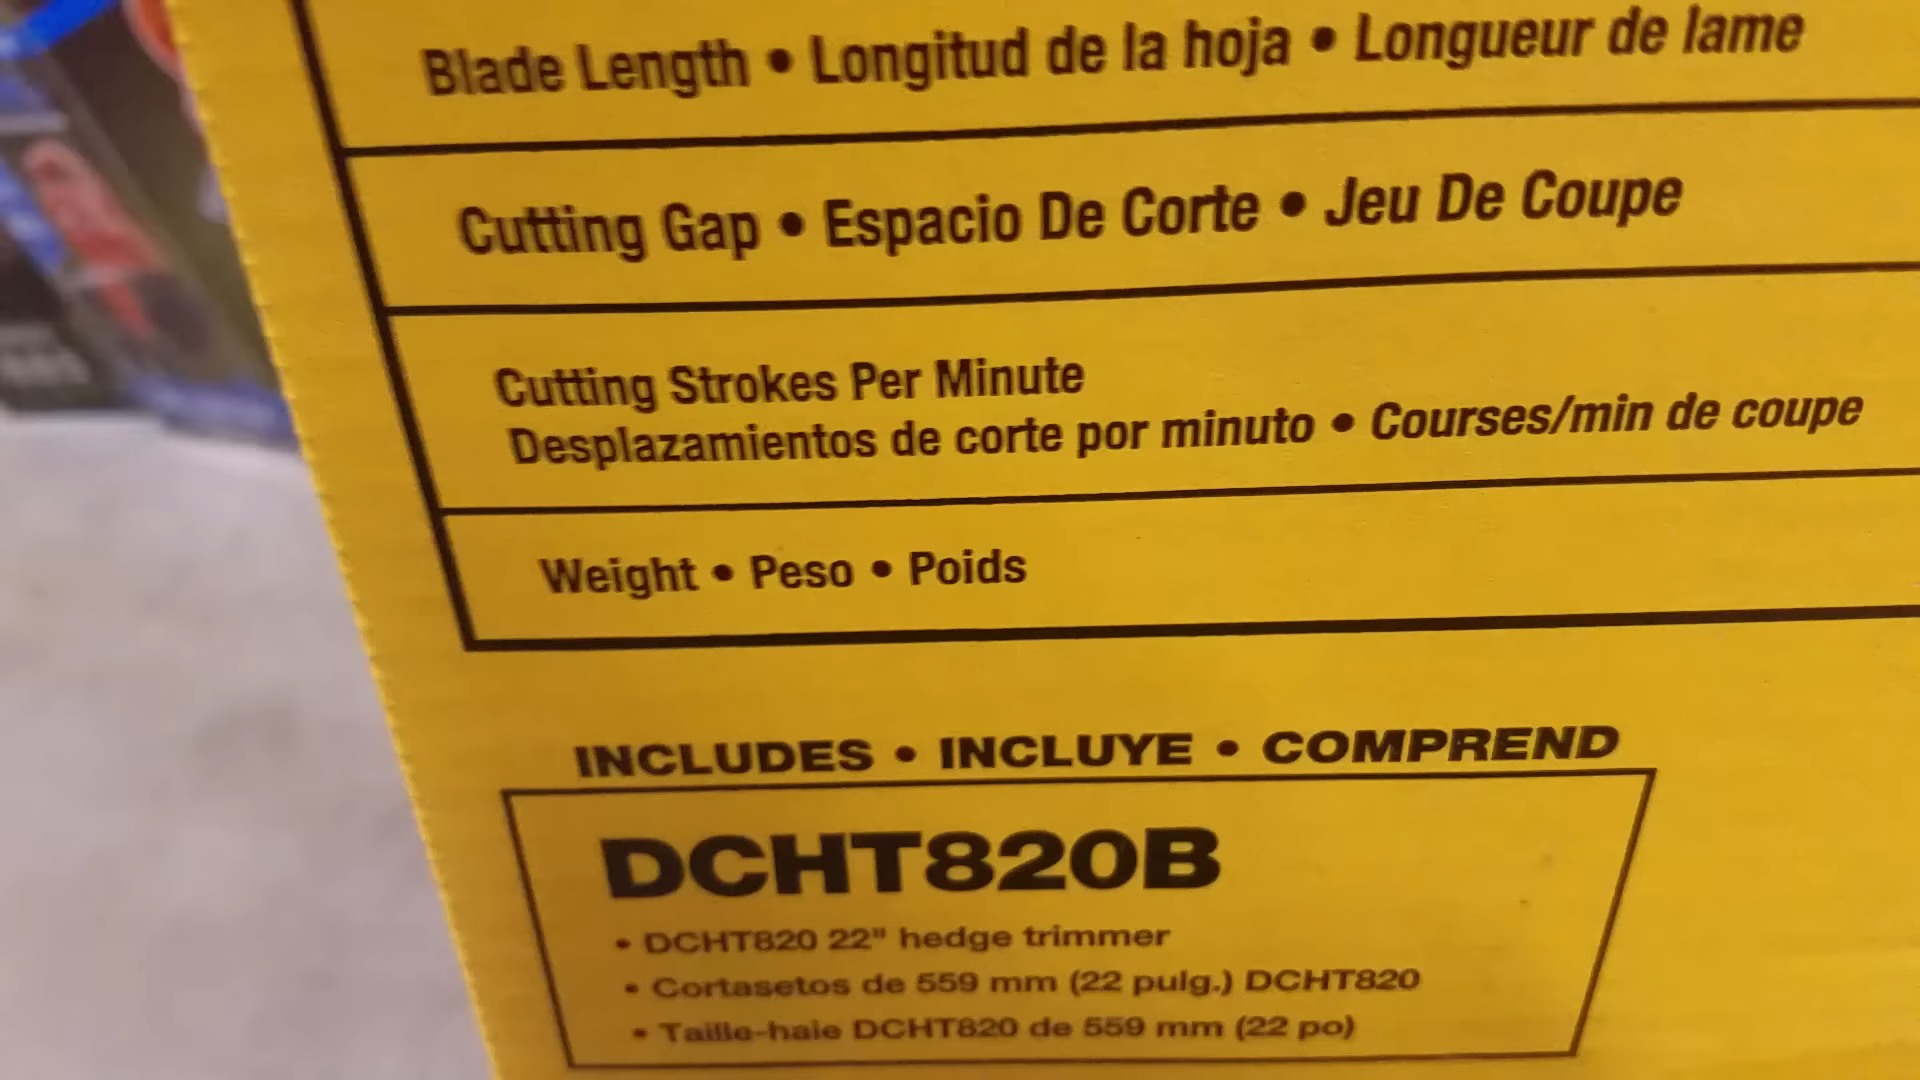 Blade Length • Longitud de la hoja • Longueur de lame
Cutting Gap • Espacio De Corte • Jeu De Coupe
Cutting Strokes Per Minute
Desplazamientos de corte por minuto • Courses/min de coupe
Weight • Peso • Poids
INCLUDES • INCLUYE • COMPREND
DCHT820B
• DCHT820 22" hedge trimmer
• Cortasetos de 559 mm (22 pulg.) DCHT820
• Taille-haie DCHT820 de 559 mm (22 po)